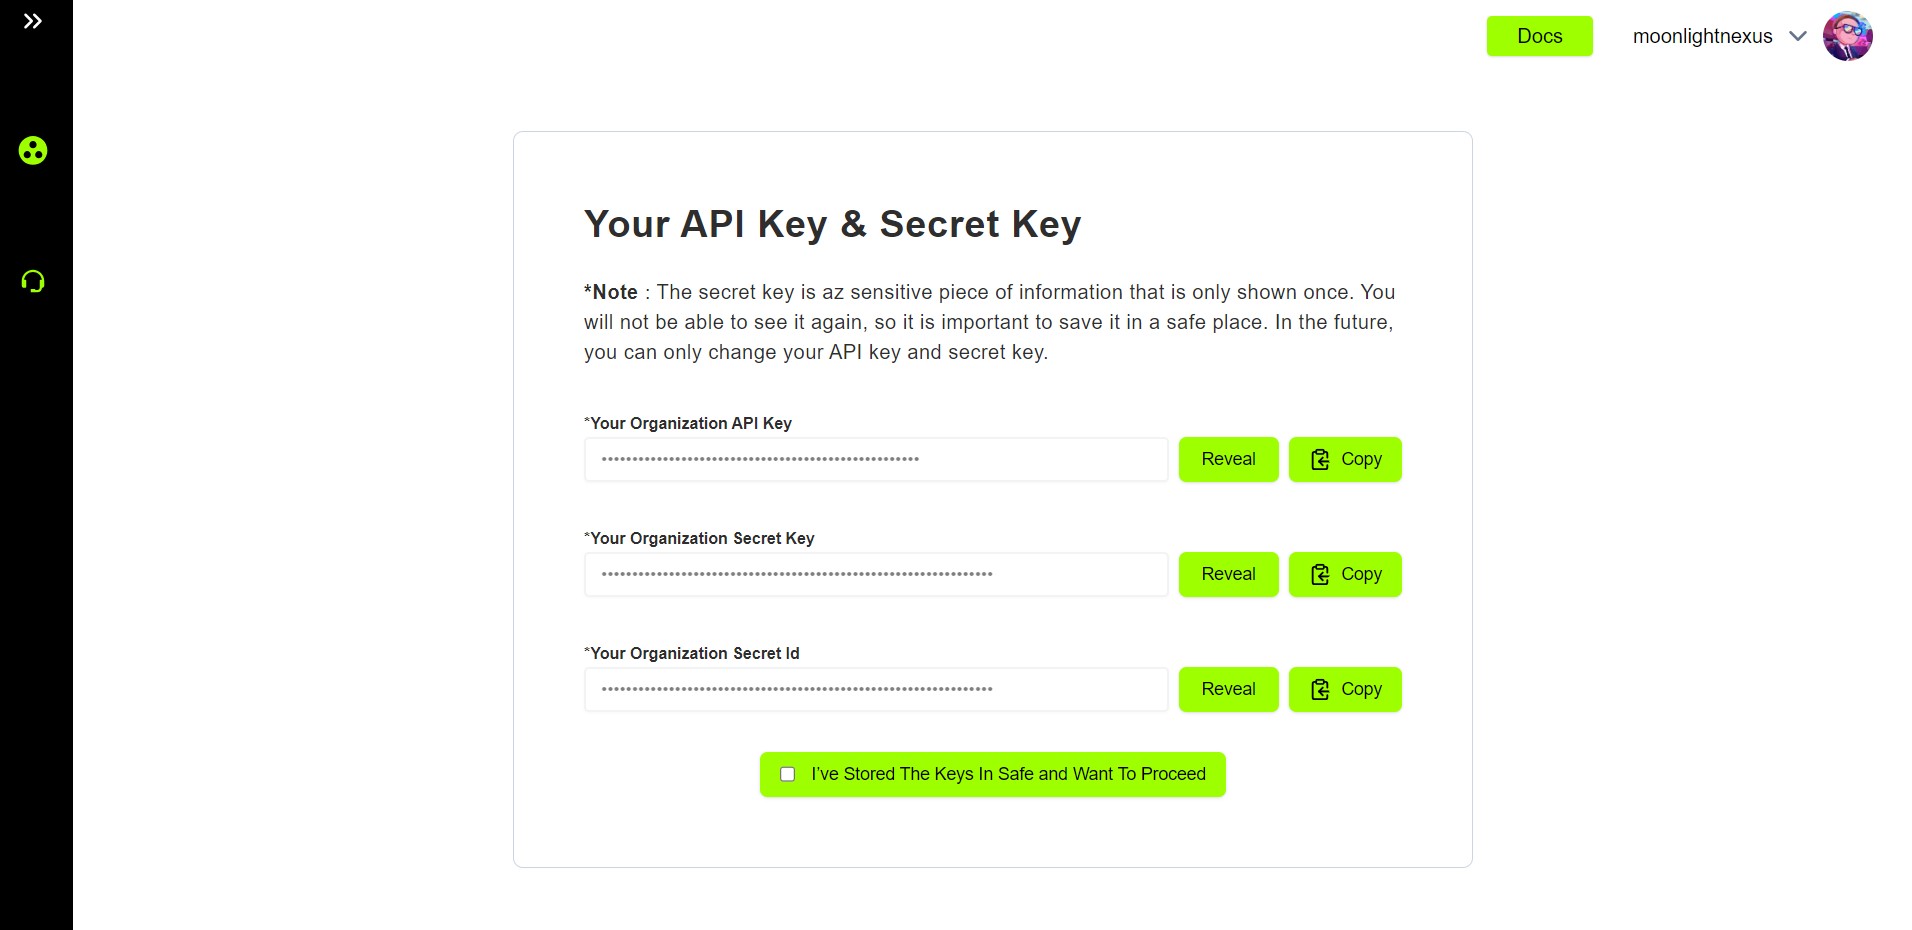 Docs
moonlightnexus
Your API Key & Secret Key
*Note : The secret key is az sensitive piece of information that is only shown once. You
will not be able to see it again, so it is important to save it in a safe place. In the future,
you can only change your API key and secret key.
*Your Organization API Key
Reveal
Copy
*Your Organization Secret Key
Reveal
Copy
*Your Organization Secret Id
Reveal
Copy
I’ve Stored The Keys In Safe and Want To Proceed